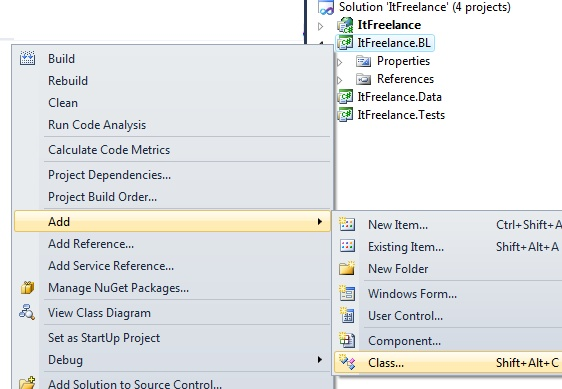 Solution 'ItFreelance' (4 projects)
ItFreelance
ItFreelance.BL
Properties
References
ItFreelance.Data
ItFreelance.Tests
Build
Rebuild
Clean
Run Code Analysis
Calculate Code Metrics
Project Dependencies...
Project Build Order...
Add
Add Reference...
Add Service Reference...
Manage NuGet Packages...
View Class Diagram
Set as StartUp Project
Debug
Add Solution to Source Control...
New Item... Ctrl+Shift+A
Existing Item... Shift+Alt+A
New Folder
Windows Form...
User Control...
Component...
Class... Shift+Alt+C